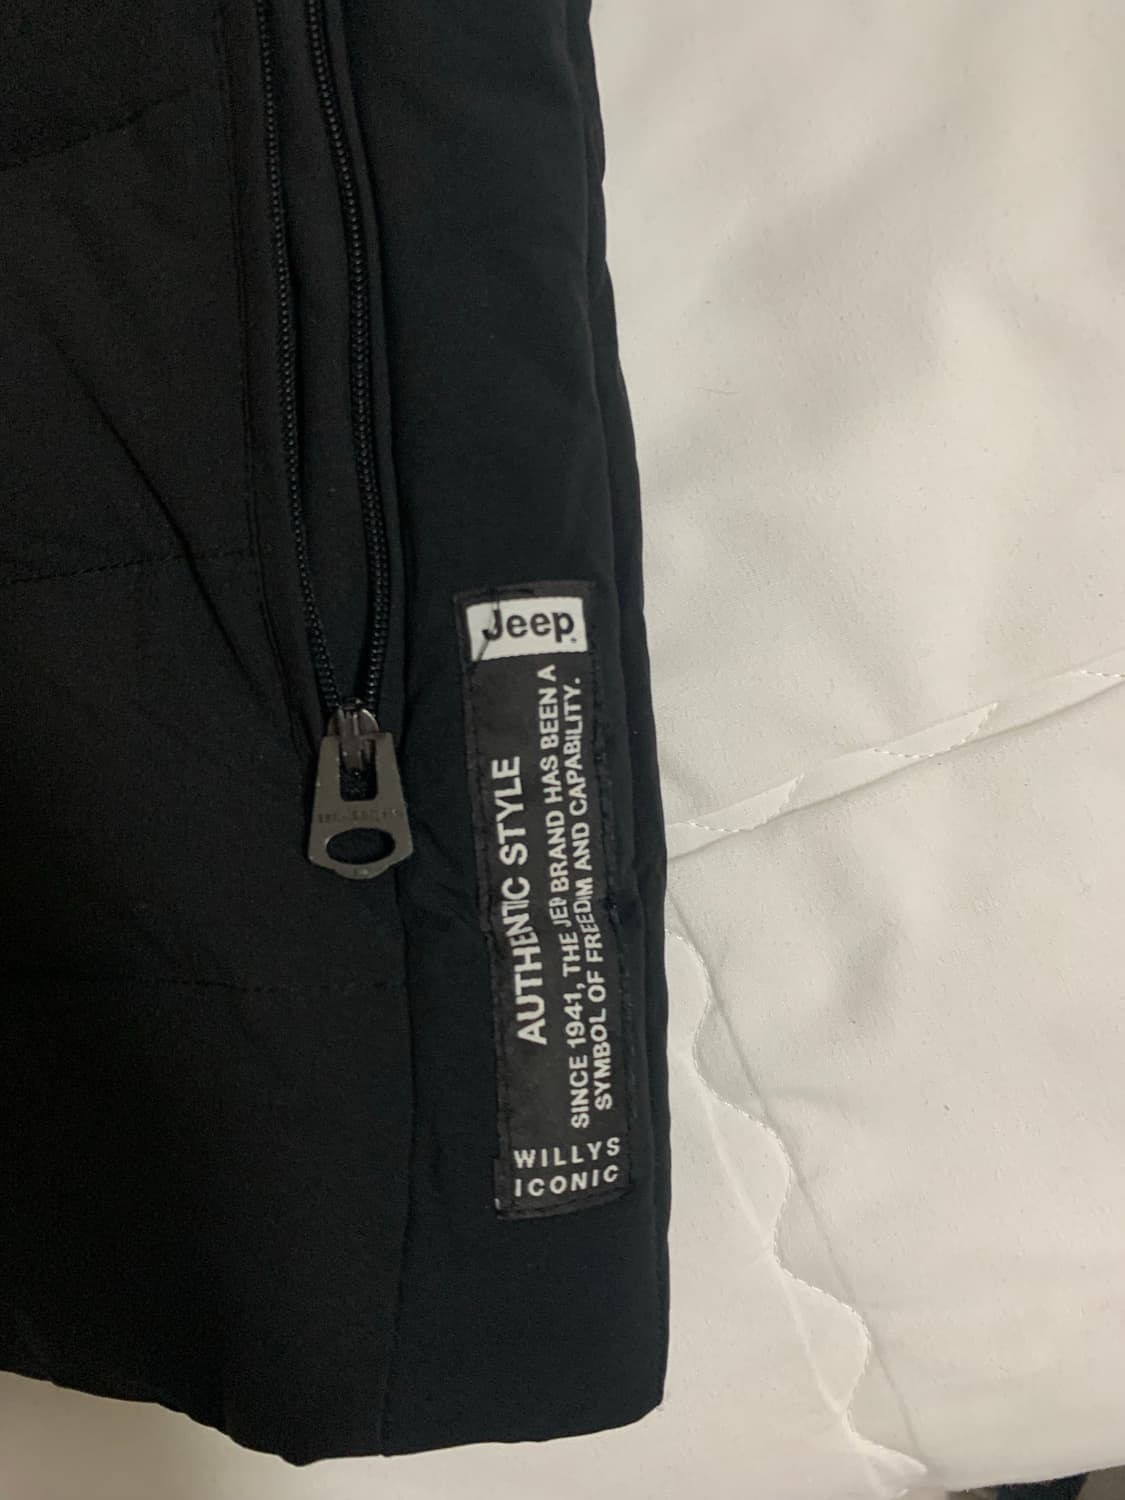 Jeep
AUTHENTIC STYLE
SINCE 1941, THE JEP BRAND HAS BEEN A
SYMBOL OF FREEDIM AND CAPABILITY.
WILLYS
ICONIC